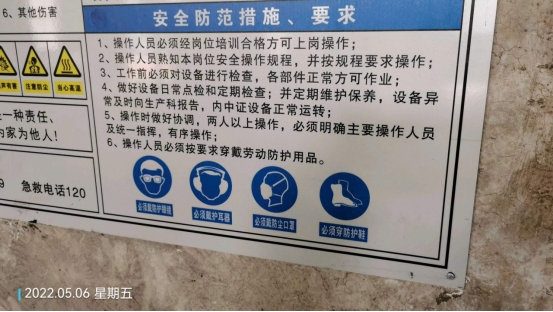 6、其他伤害
安全防范措施、要求
1、操作人员必须经岗位培训合格方可上岗操作;
2、操作人员熟知本岗位安全操作规程，并按规程要求操作;
3、工作前必须对设备进行检查，各部件正常方可作业;
4、做好设备日常点检和定期检查；并定期维护保养，设备异
常及时向生产科报告，内中证设备正常运转;
5、操作时做好协调，两人以上操作，必须明确主要操作人员
及统一指挥，有序操作;
6、操作人员必须按要求穿戴劳动防护用品。
注意防尘
当心高温
一种责任、
为家为他人!
急救电话120
必须戴防护眼镜
必须戴护耳器
必须戴防尘口罩
必须穿防护鞋
2022.05.06 星期五